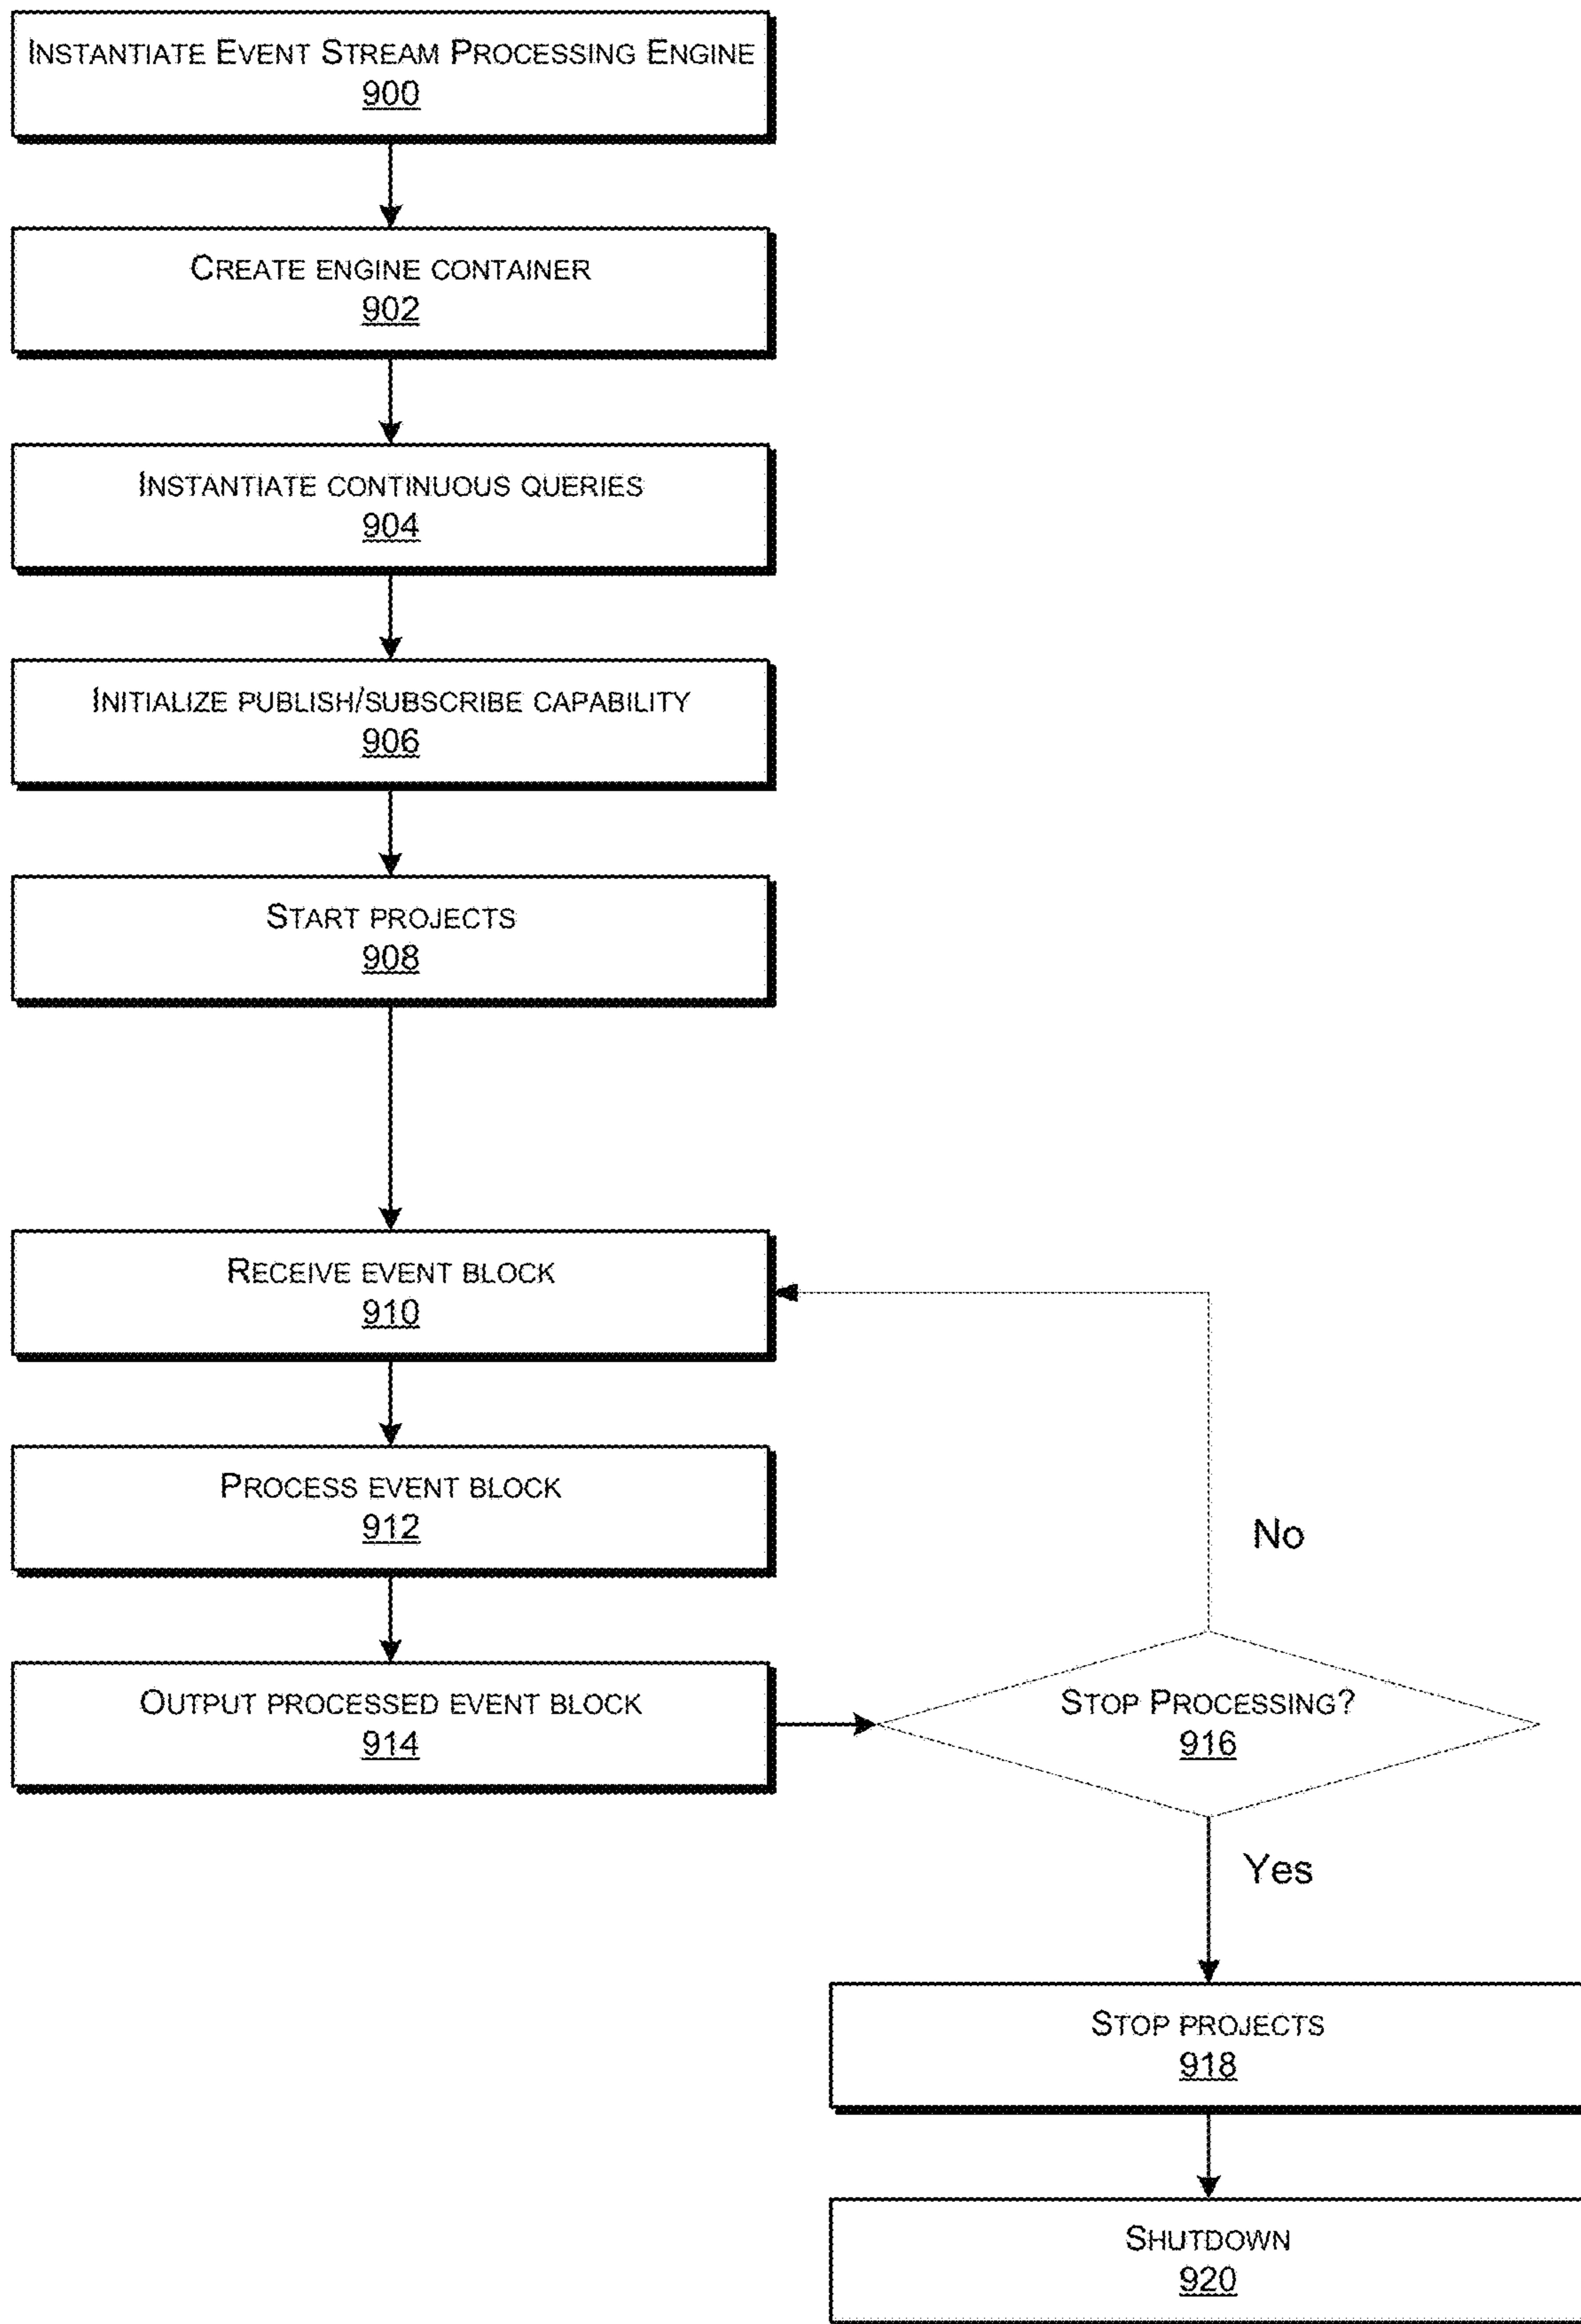 INSTANTIATE EVENT STREAM PROCESSING ENGINE
900
CREATE ENGINE CONTAINER
902
INSTANTIATE CONTINUOUS QUERIES
904
INITIALIZE PUBLISH/SUBSCRIBE CAPABILITY
906
START PROJECTS
908
RECEIVE EVENT BLOCK
910
PROCESS EVENT BLOCK
912
No
OUTPUT PROCESSED EVENT BLOCK
914
STOP PROCESSING?
916
Yes
STOP PROJECTS
918
SHUTDOWN
920